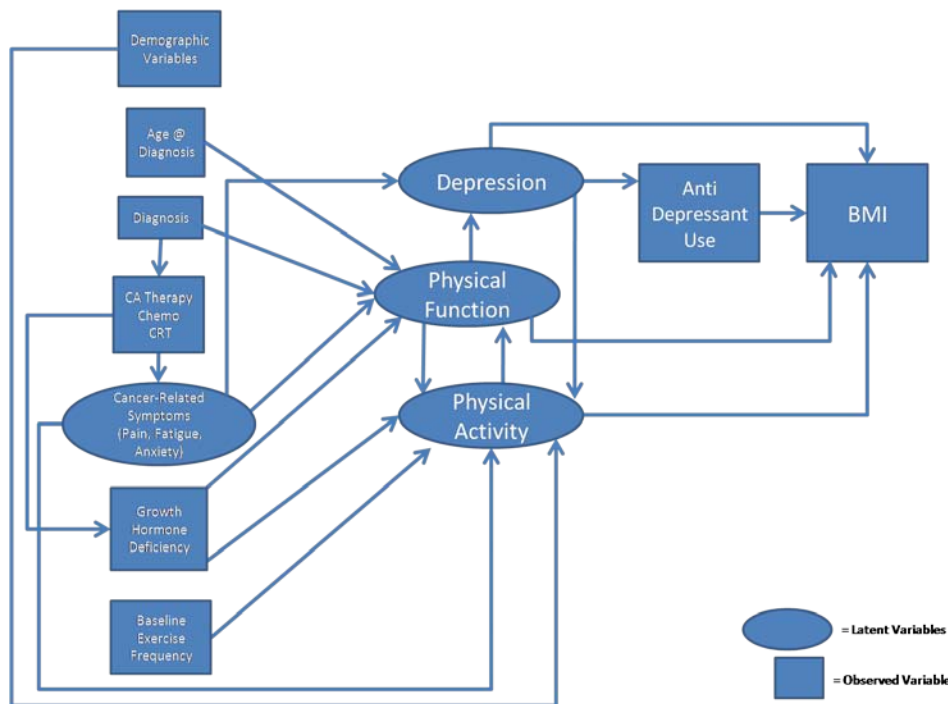 Demographic
Variables
Age @
Diagnosis
Diagnosis
CA Therapy
Chemo
CRT
Cancer-Related
Symptoms
(Pain, Fatigue,
Anxiety)
Growth
Hormone
Deficiency
Baseline
Exercise
Frequency
Depression
Physical
Function
Physical
Activity
Anti
Depressant
Use
BMI
= Latent Variables
= Observed Variable